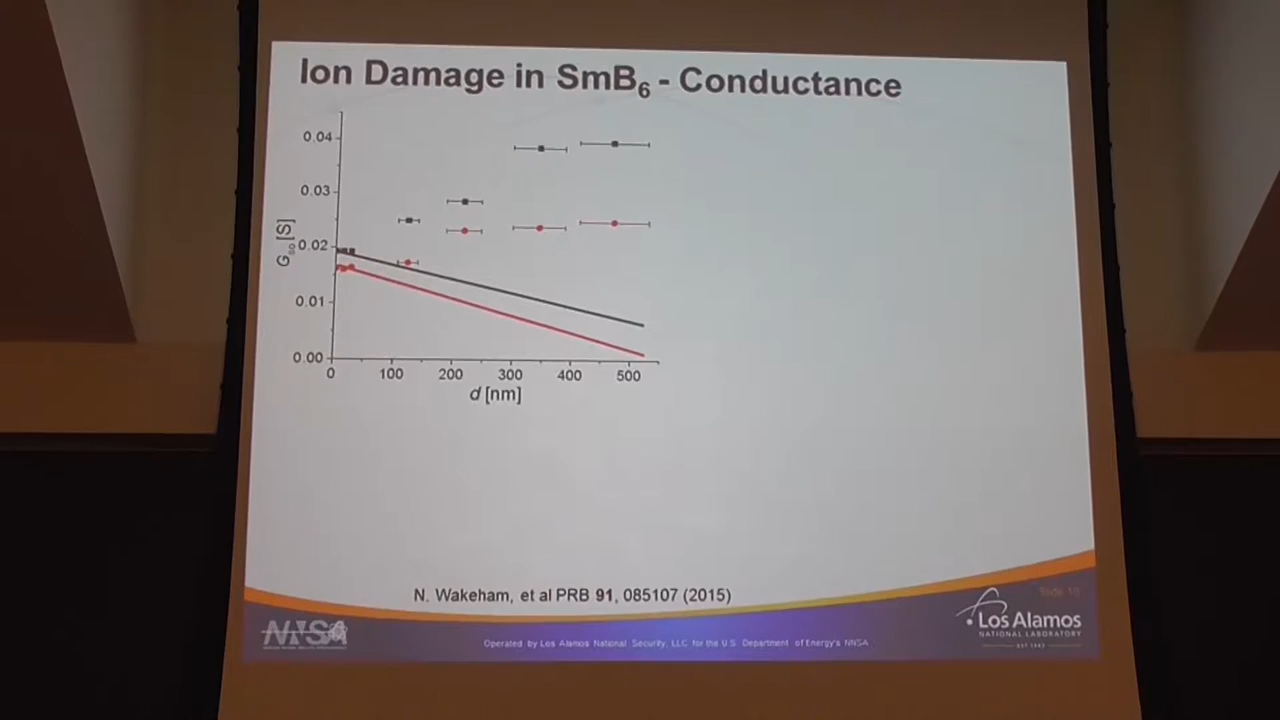 Ion Damage in SmB₆ - Conductance
0.04
0.03
0.02
0.01
0.00
[S]
0 100 200 300 400 500
d [nm]
N. Wakeham, et al PRB 91, 085107 (2015)
Slide 10
NNSA
Operated by Los Alamos National Security, LLC for the U.S. Department of Energy's NNSA
Los Alamos
NATIONAL LABORATORY
EST 1943